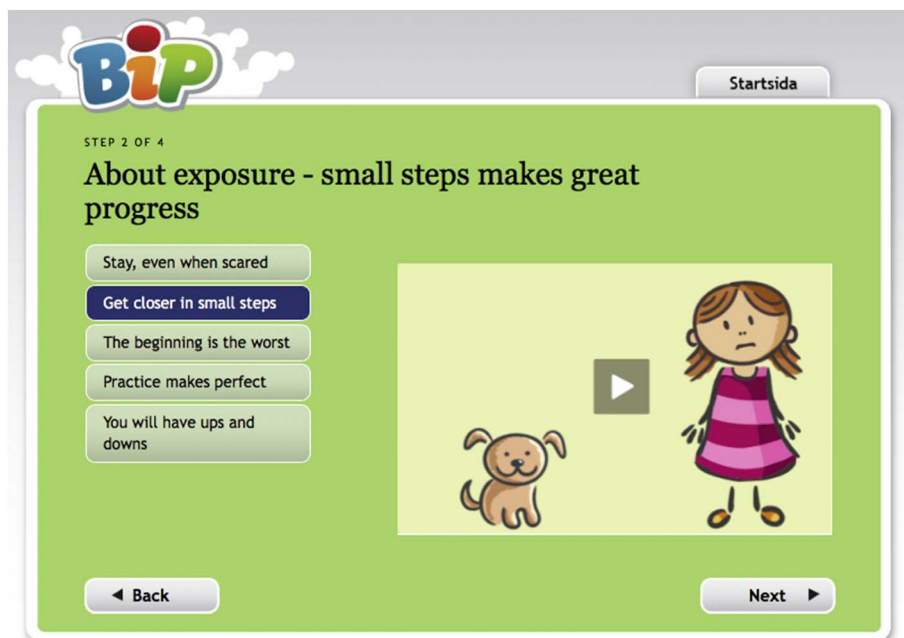 BiP
Startsida
STEP 2 OF 4
About exposure - small steps makes great
progress
Stay, even when scared
Get closer in small steps
The beginning is the worst
Practice makes perfect
You will have ups and
downs
Back
Next